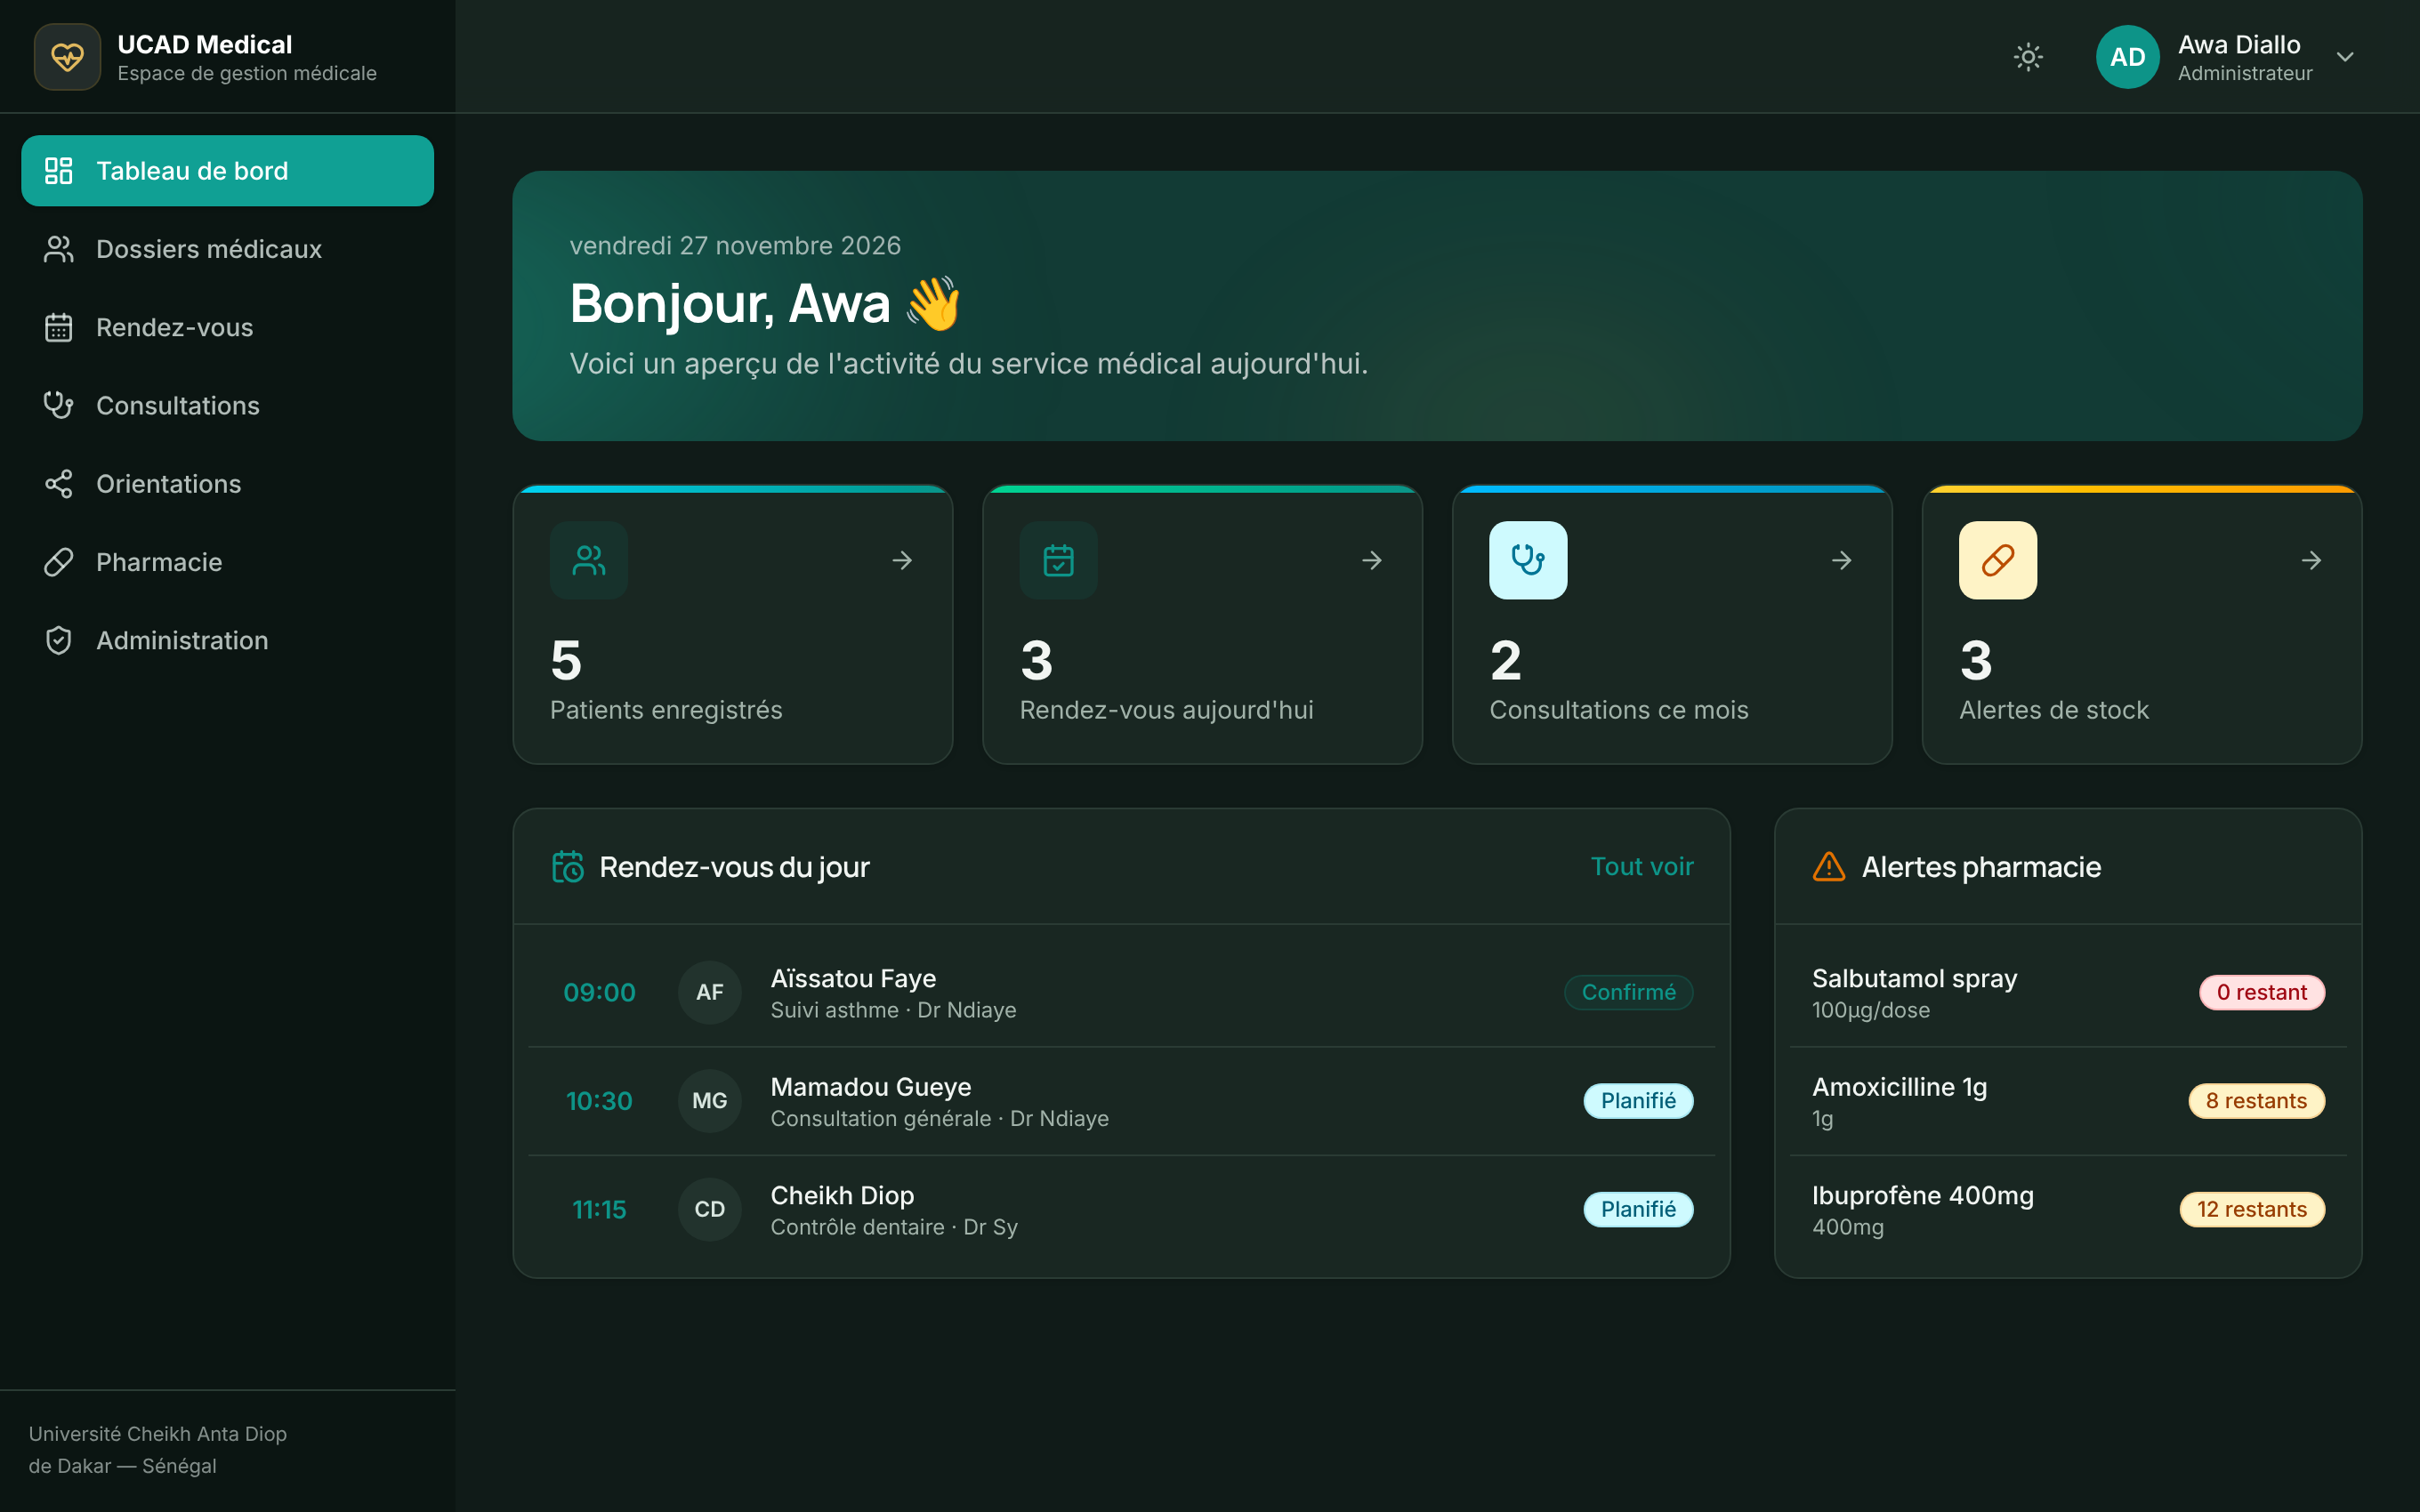 UCAD Medical
Espace de gestion médicale
Awa Diallo
Administrateur
AD
Tableau de bord
Dossiers médicaux
Rendez-vous
Consultations
Orientations
Pharmacie
Administration
Université Cheikh Anta Diop
de Dakar — Sénégal
vendredi 27 novembre 2026
Bonjour, Awa 👋
Voici un aperçu de l'activité du service médical aujourd'hui.
5
Patients enregistrés
3
Rendez-vous aujourd'hui
2
Consultations ce mois
3
Alertes de stock
Rendez-vous du jour
Tout voir
09:00
AF
Aïssatou Faye
Suivi asthme · Dr Ndiaye
Confirmé
10:30
MG
Mamadou Gueye
Consultation générale · Dr Ndiaye
Planifié
11:15
CD
Cheikh Diop
Contrôle dentaire · Dr Sy
Planifié
Alertes pharmacie
Salbutamol spray
100µg/dose
0 restant
Amoxicilline 1g
1g
8 restants
Ibuprofène 400mg
400mg
12 restants